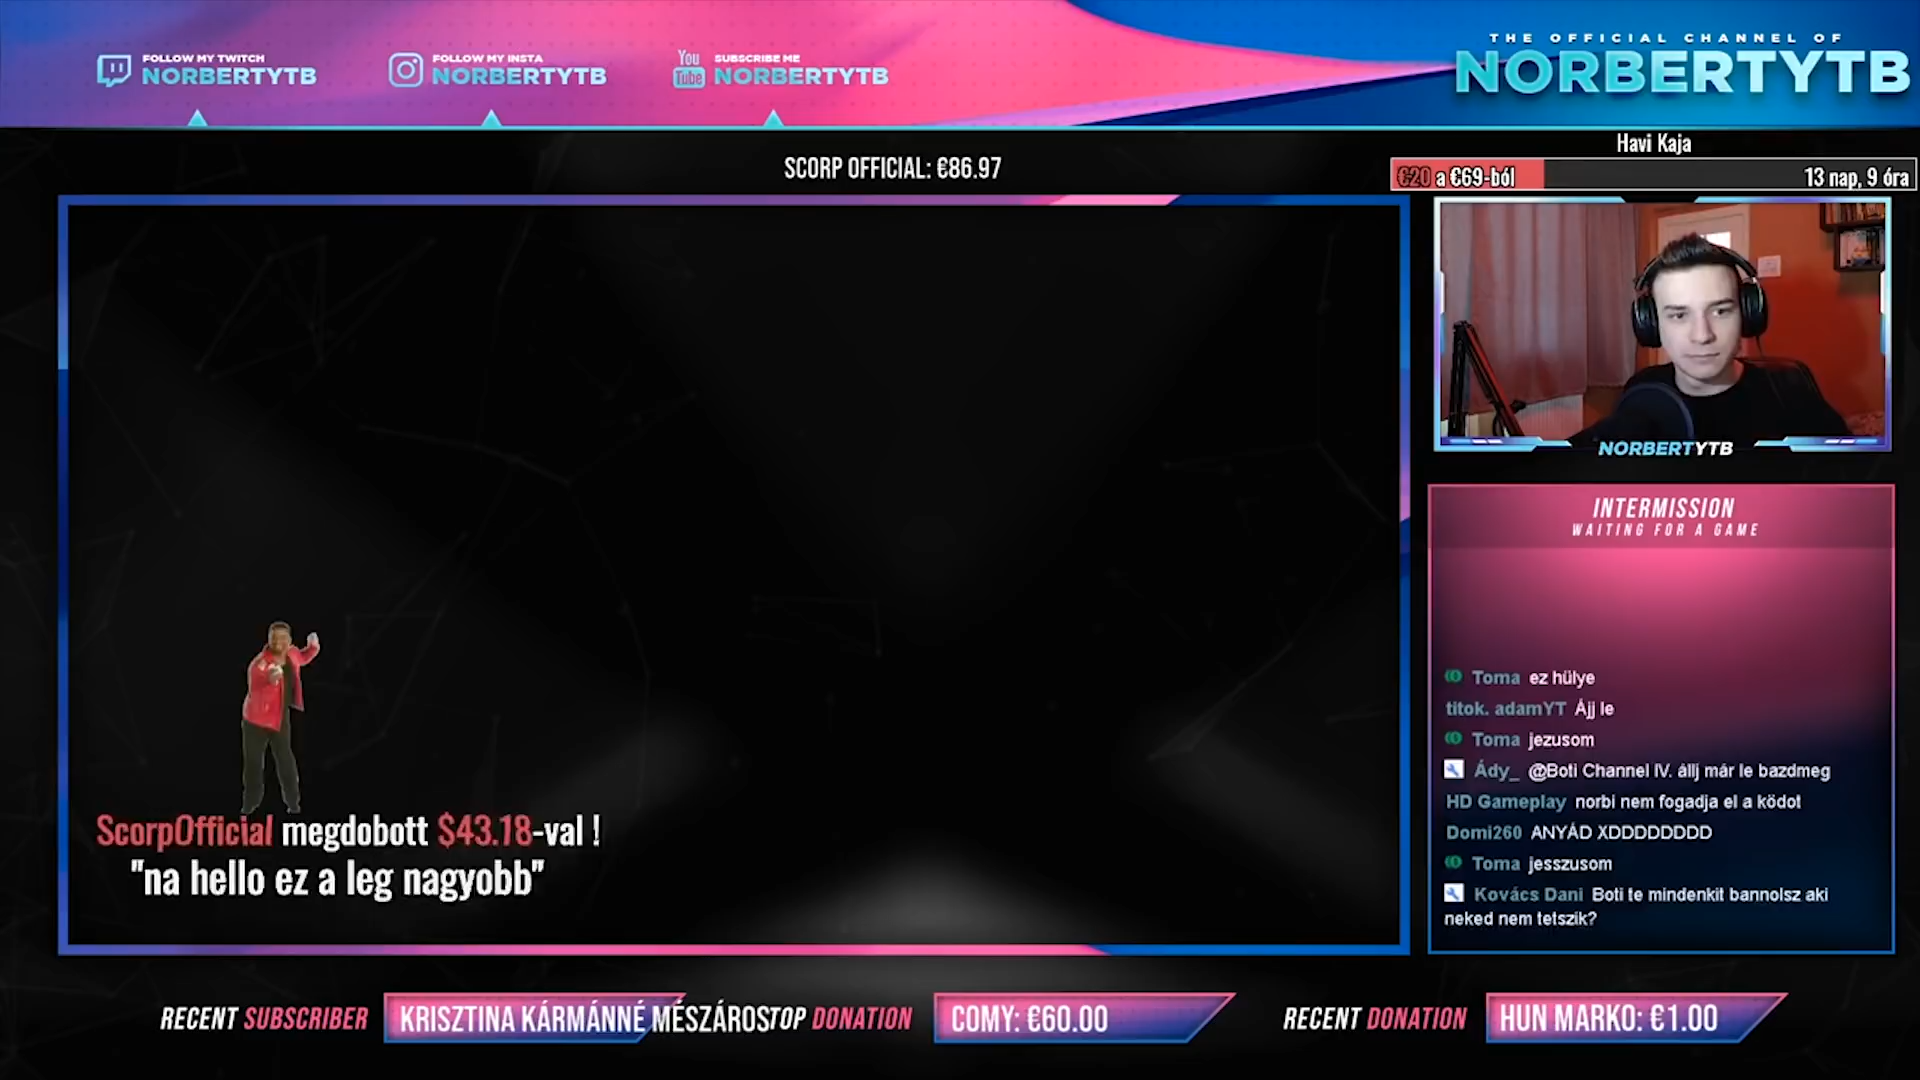 FOLLOW MY TWITCH
NORBERTYTB
FOLLOW MY INSTA
NORBERTYTB
You Tube
SUBSCRIBE ME
NORBERTYTB
THE OFFICIAL CHANNEL OF
NORBERTYTB
SCORP OFFICIAL: €86.97
Havi Kaja
€20 a €69-ből
13 nap, 9 óra
NORBERTYTB
INTERMISSION
WAITING FOR A GAME
Toma ez hülye
titok. adamYT Ájj le
Toma jezusom
Ády_ @Boti Channel IV. állj már le bazdmeg
HD Gameplay norbi nem fogadja el a ködot
Domi260 ANYÁD XDDDDDDDD
Toma jesszusom
Kovács Dani Boti te mindenkit bannolsz aki
neked nem tetszik?
ScorpOfficial megdobott $43.18-val !
"na hello ez a leg nagyobb"
RECENT SUBSCRIBER
KRISZTINA KÁRMÁNNÉ MÉSZÁROS
TOP DONATION
COMY: €60.00
RECENT DONATION
HUN MARKO: €1.00